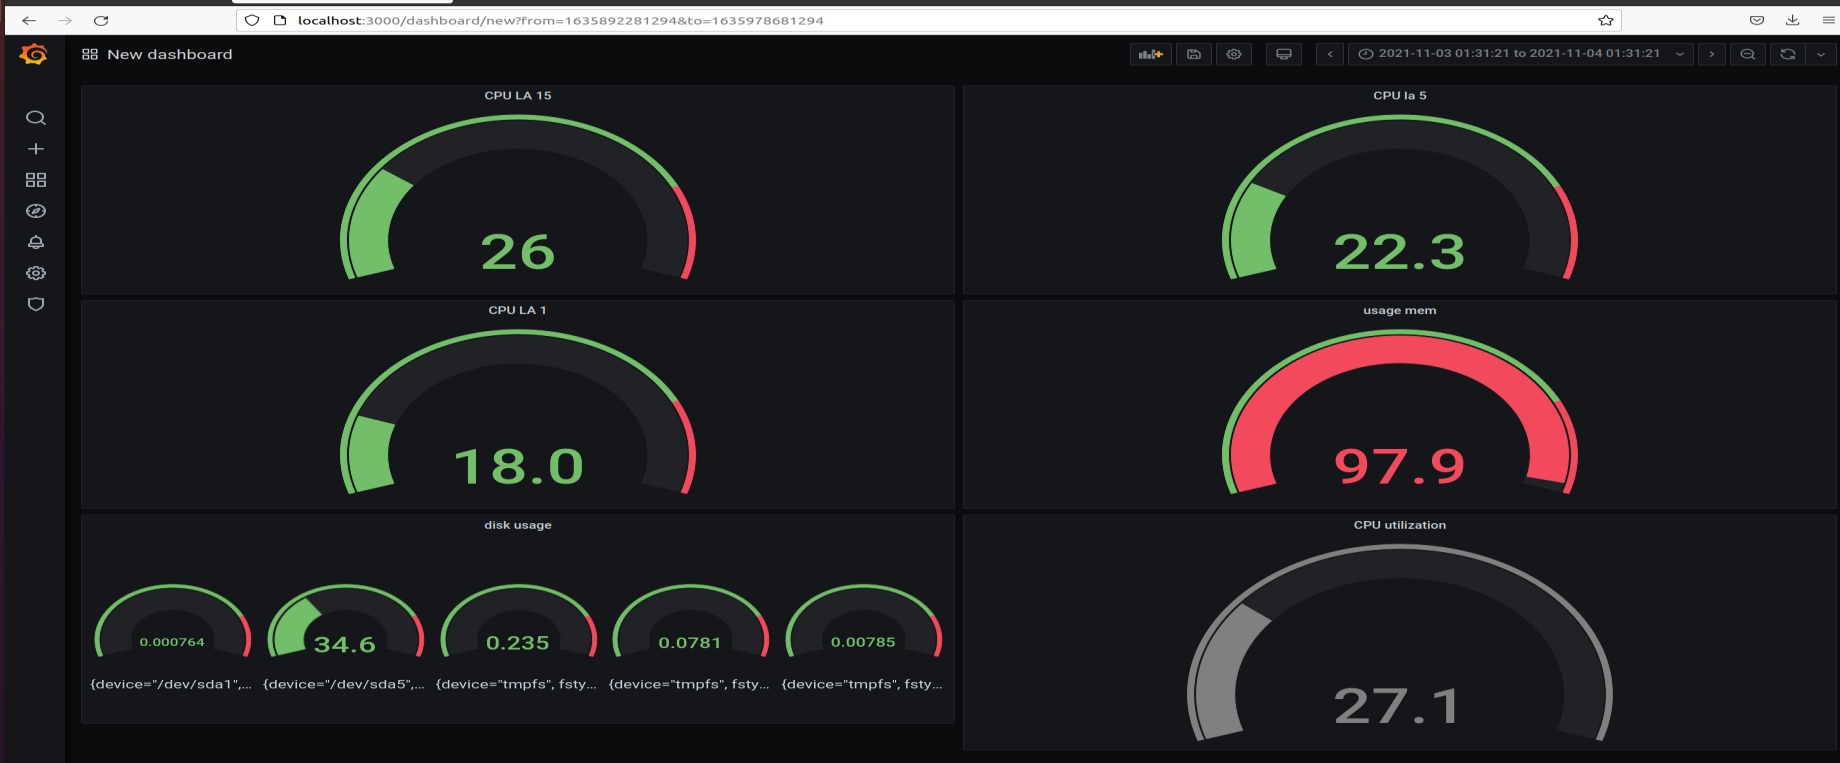 localhost:3000/dashboard/new?from=1635892281294&to=1635978681294
New dashboard
2021-11-03 01:31:21 to 2021-11-04 01:31:21
CPU LA 15
26
CPU la 5
22.3
CPU LA 1
18.0
usage mem
97.9
disk usage
0.000764
34.6
0.235
0.0781
0.00785
{device="/dev/sda1",...
{device="/dev/sda5",...
{device="tmpfs", fsty...
{device="tmpfs", fsty...
{device="tmpfs", fsty...
CPU utilization
27.1